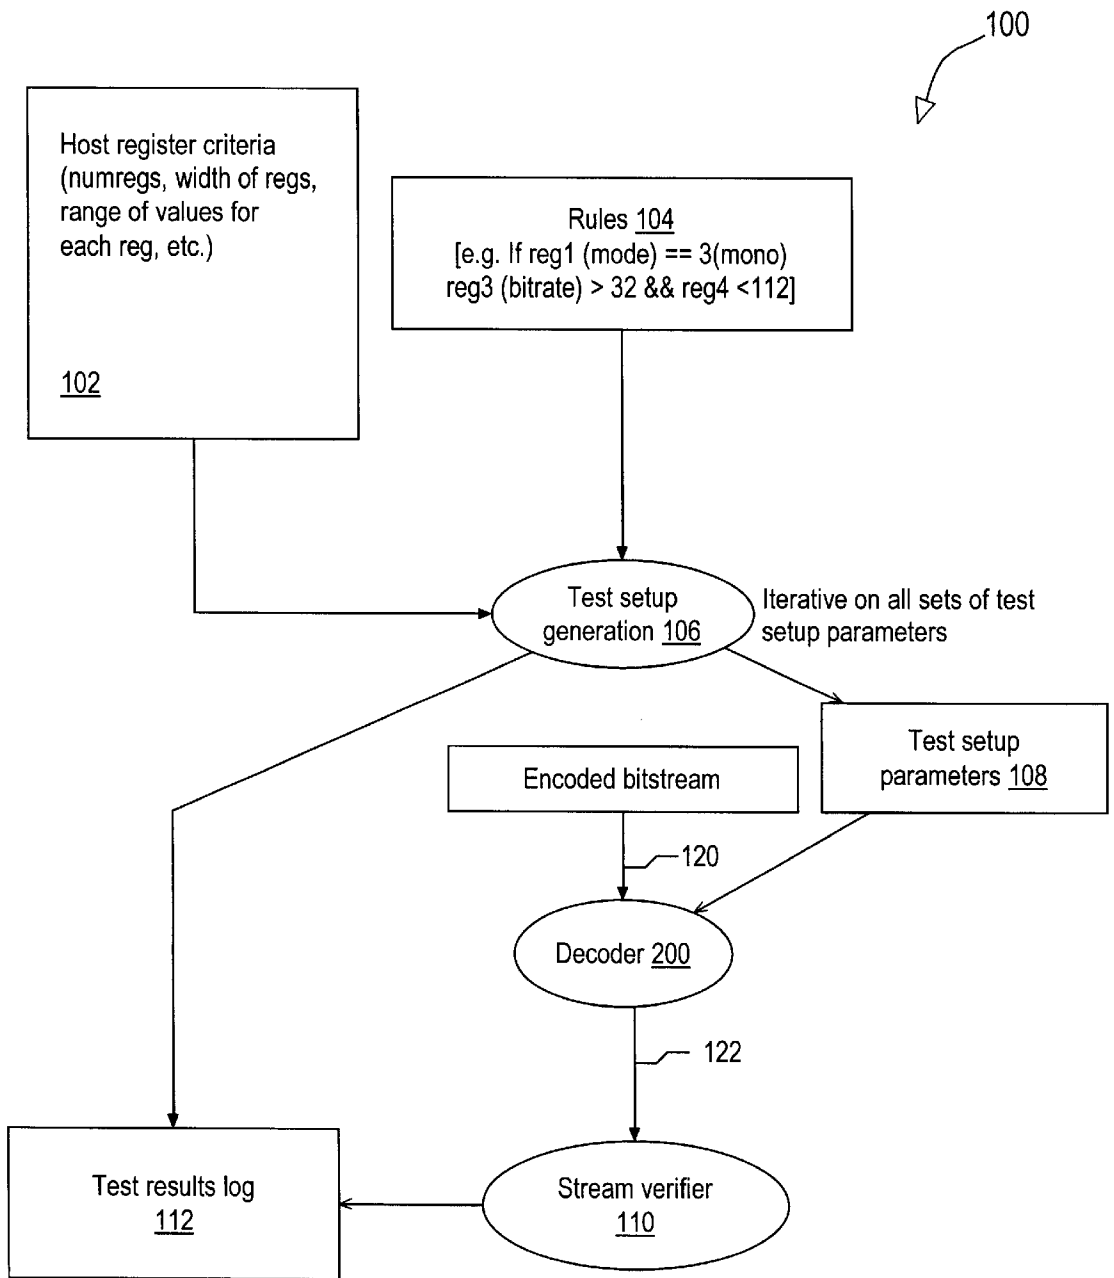 100
Host register criteria
(numregs, width of regs,
range of values for
each reg, etc.)
102
Rules 104
[e.g. If reg1 (mode) == 3(mono)
reg3 (bitrate) > 32 && reg4 <112]
Test setup
generation 106
Iterative on all sets of test
setup parameters
Test setup
parameters 108
Encoded bitstream
120
Decoder 200
122
Test results log
112
Stream verifier
110